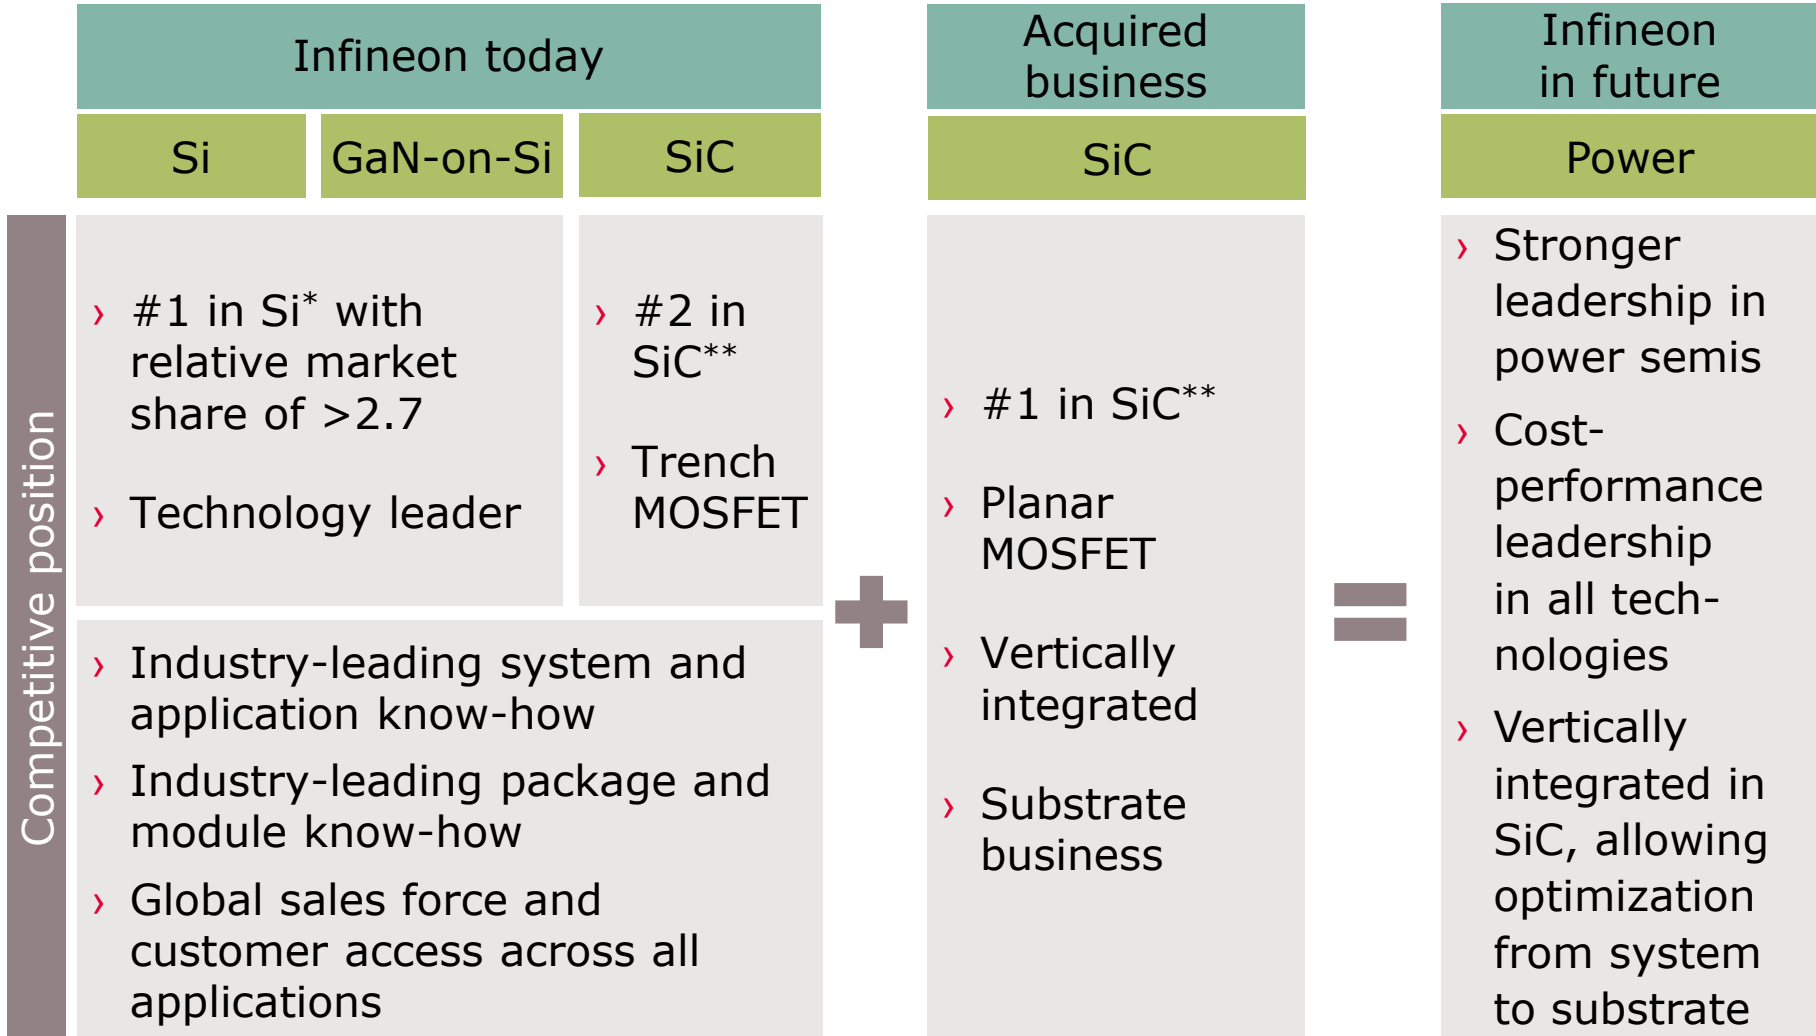 Infineon today
Si
GaN-on-Si
SiC
Competitive position
› #1 in Si* with
relative market
share of >2.7
› Technology leader
› #2 in
SiC**
› Trench
MOSFET
› Industry-leading system and
application know-how
› Industry-leading package and
module know-how
› Global sales force and
customer access across all
applications
Acquired
business
SiC
› #1 in SiC**
› Planar
MOSFET
› Vertically
integrated
› Substrate
business
Infineon
in future
Power
› Stronger
leadership in
power semis
› Cost-
performance
leadership
in all tech-
nologies
› Vertically
integrated in
SiC, allowing
optimization
from system
to substrate